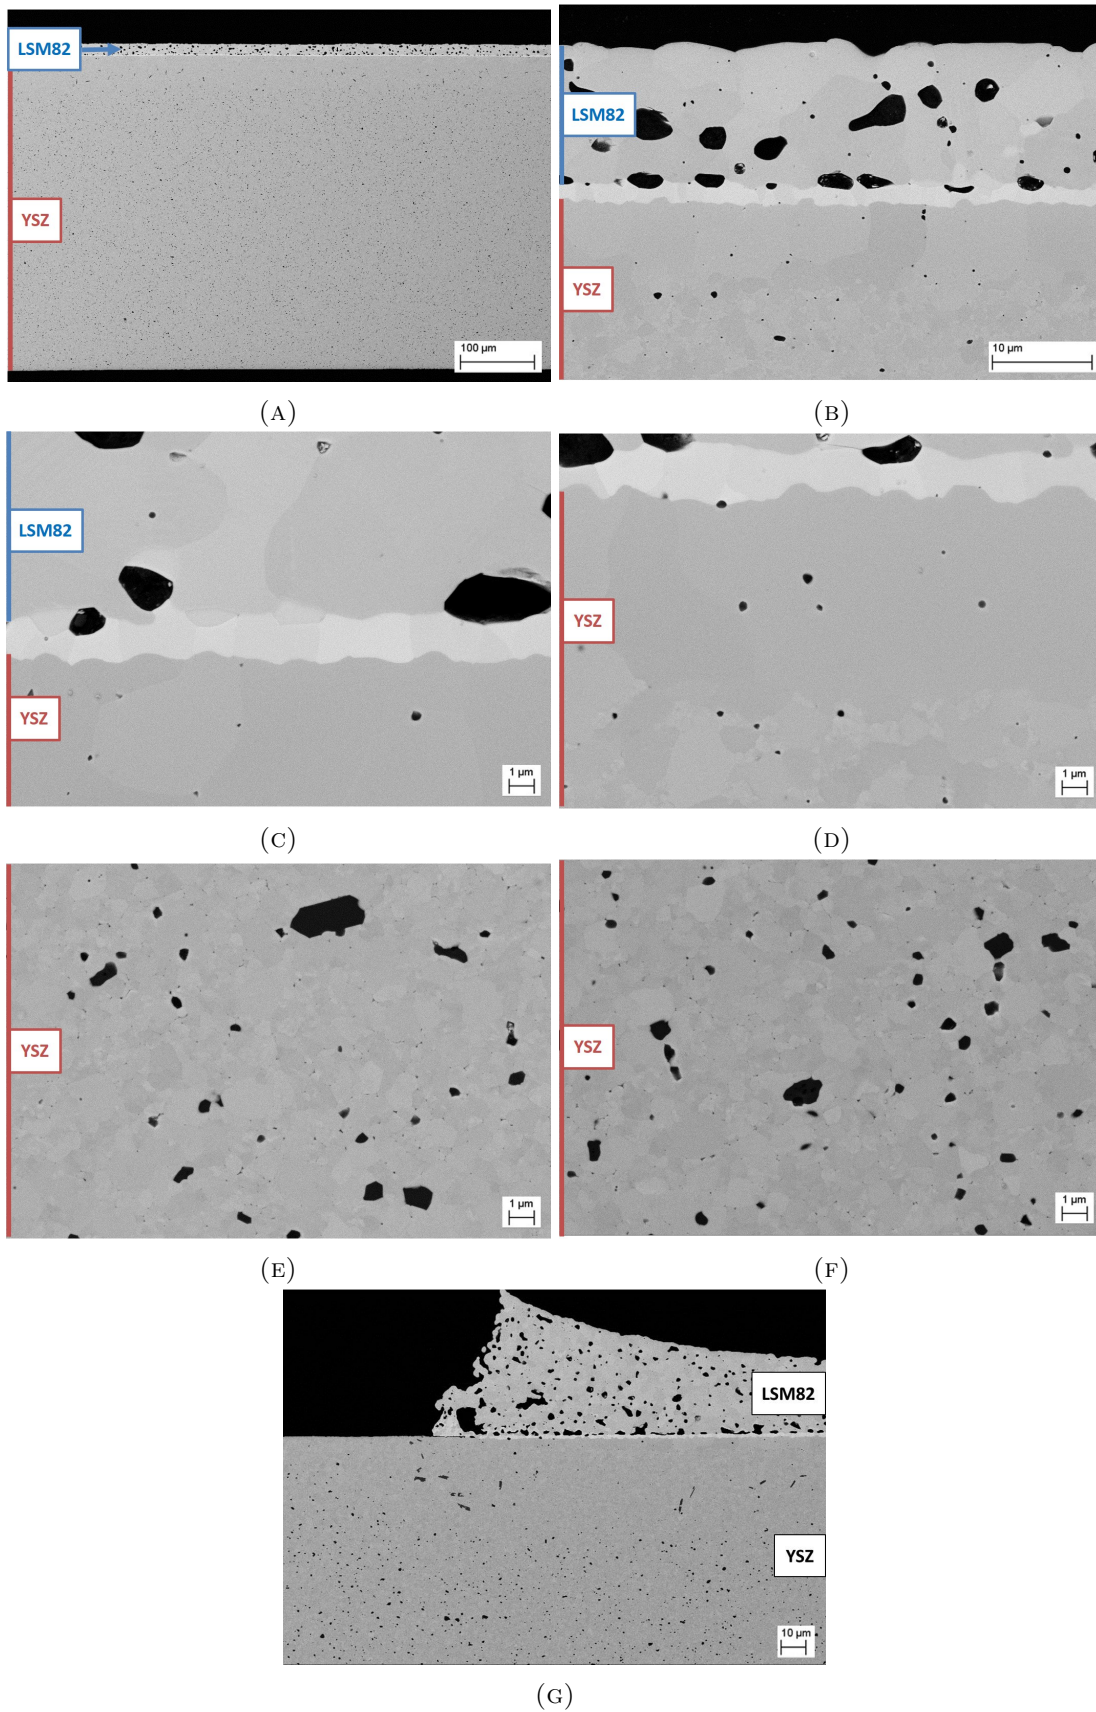 LSM82
YSZ
100 µm
(A)
LSM82
YSZ
10 µm
(B)
LSM82
YSZ
1 µm
(C)
YSZ
1 µm
(D)
YSZ
1 µm
(E)
YSZ
1 µm
(F)
LSM82
YSZ
10 µm
(G)